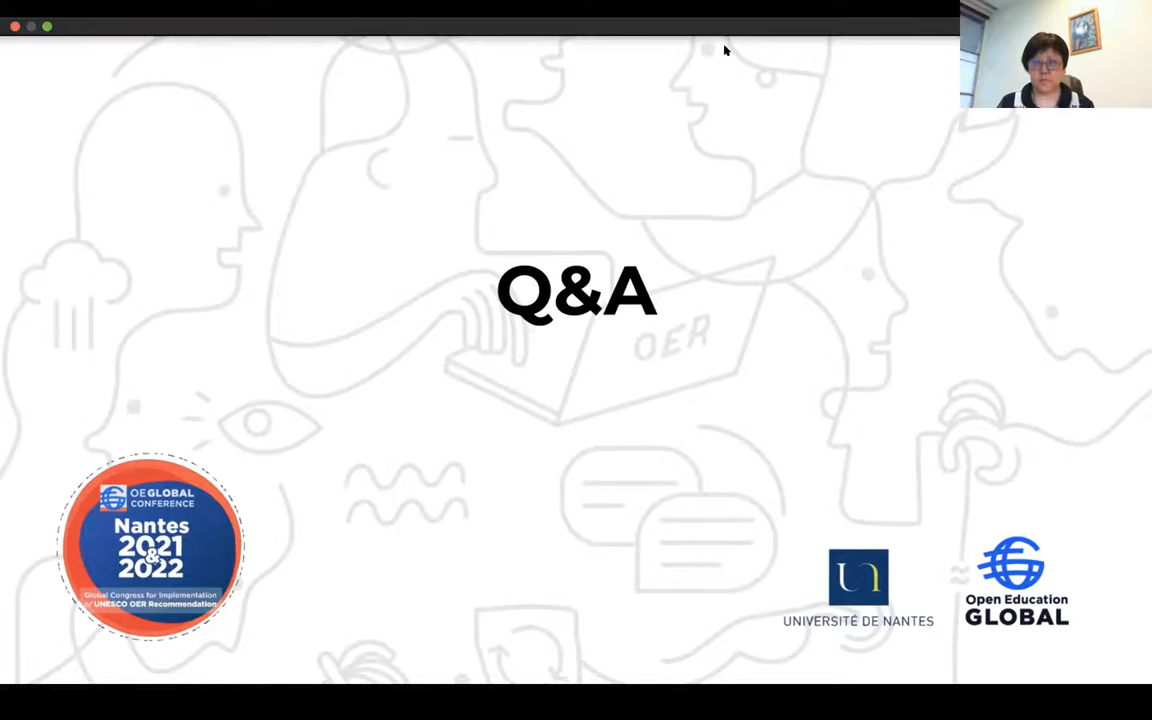 Q&A
OER
OEGLOBAL
CONFERENCE
Nantes
2021
&
2022
Global Congress for Implementation
of UNESCO OER Recommendation
UNIVERSITÉ DE NANTES
Open Education
GLOBAL